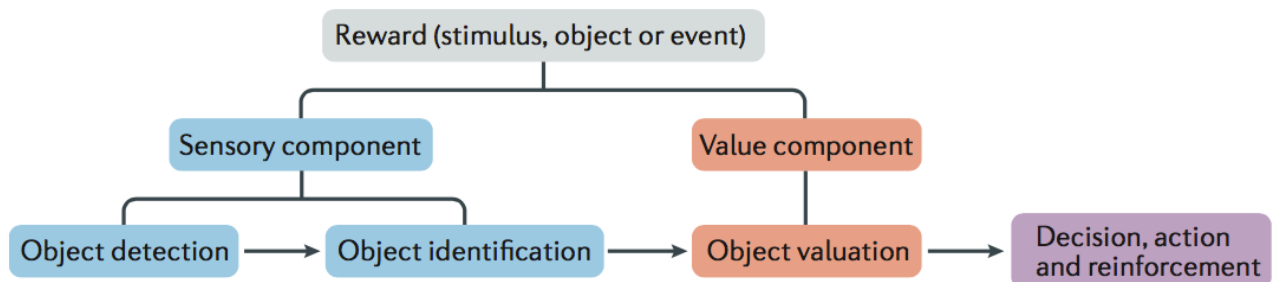 Reward (stimulus, object or event)
Sensory component
Value component
Object detection
Object identification
Object valuation
Decision, action
and reinforcement